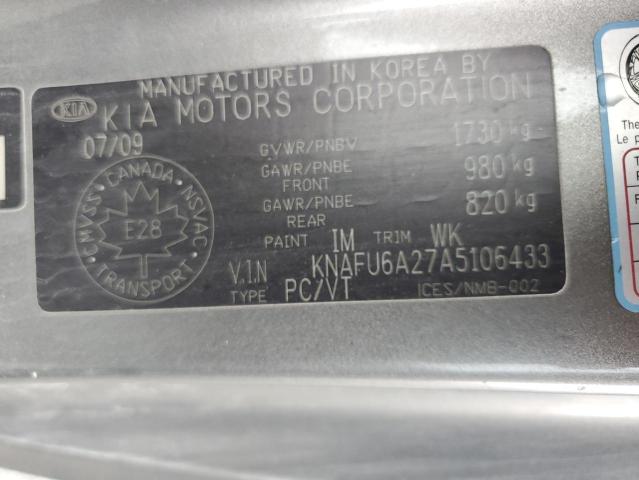 MANUFACTURED IN KOREA BY
KIA KIA MOTORS CORPORATION
07/09
GVWR/PNBV 1730 kg
GAWR/PNBE FRONT 980 kg
GAWR/PNBE REAR 820 kg
CANADA
CMVSS NSVAC
E28
TRANSPORT
PAINT IM TRIM WK
V.I.N KNAFU6A27A5106433
TYPE PC/VT ICES/NMB-002
The
Le p